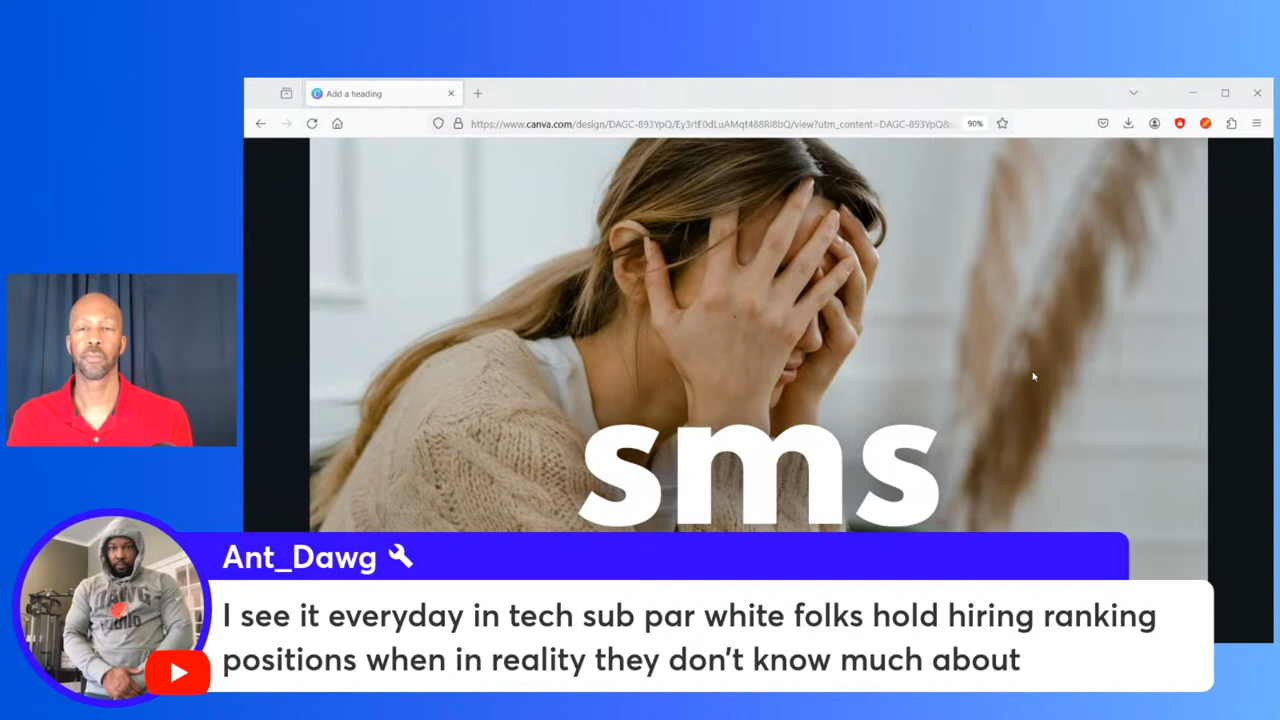 Add a heading
https://www.canva.com/design/DAGC-893YpQ/Ey3rtE0dLuAMqt488Rl8bQ/view?utm_content=DAGC-893YpQ&
90%
sms
Ant_Dawg
I see it everyday in tech sub par white folks hold hiring ranking
positions when in reality they don't know much about